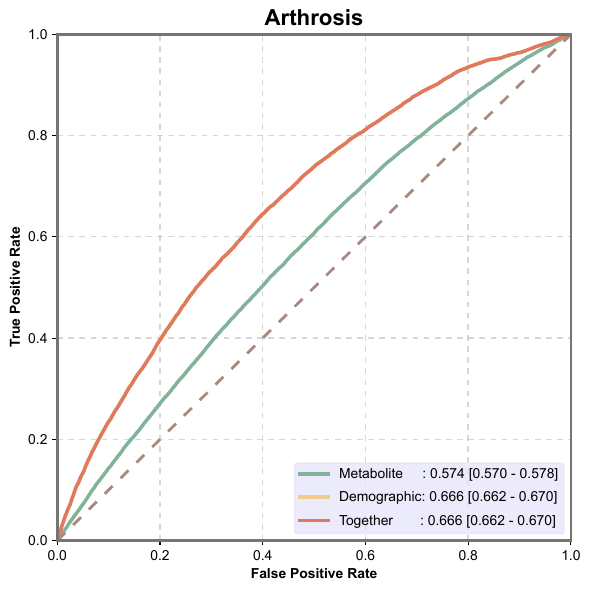 Arthrosis
1.0
0.8
0.6
0.4
0.2
0.0
True Positive Rate
Metabolite : 0.574 [0.570 - 0.578]
Demographic: 0.666 [0.662 - 0.670]
Together : 0.666 [0.662 - 0.670]
0.0 0.2 0.4 0.6 0.8 1.0
False Positive Rate